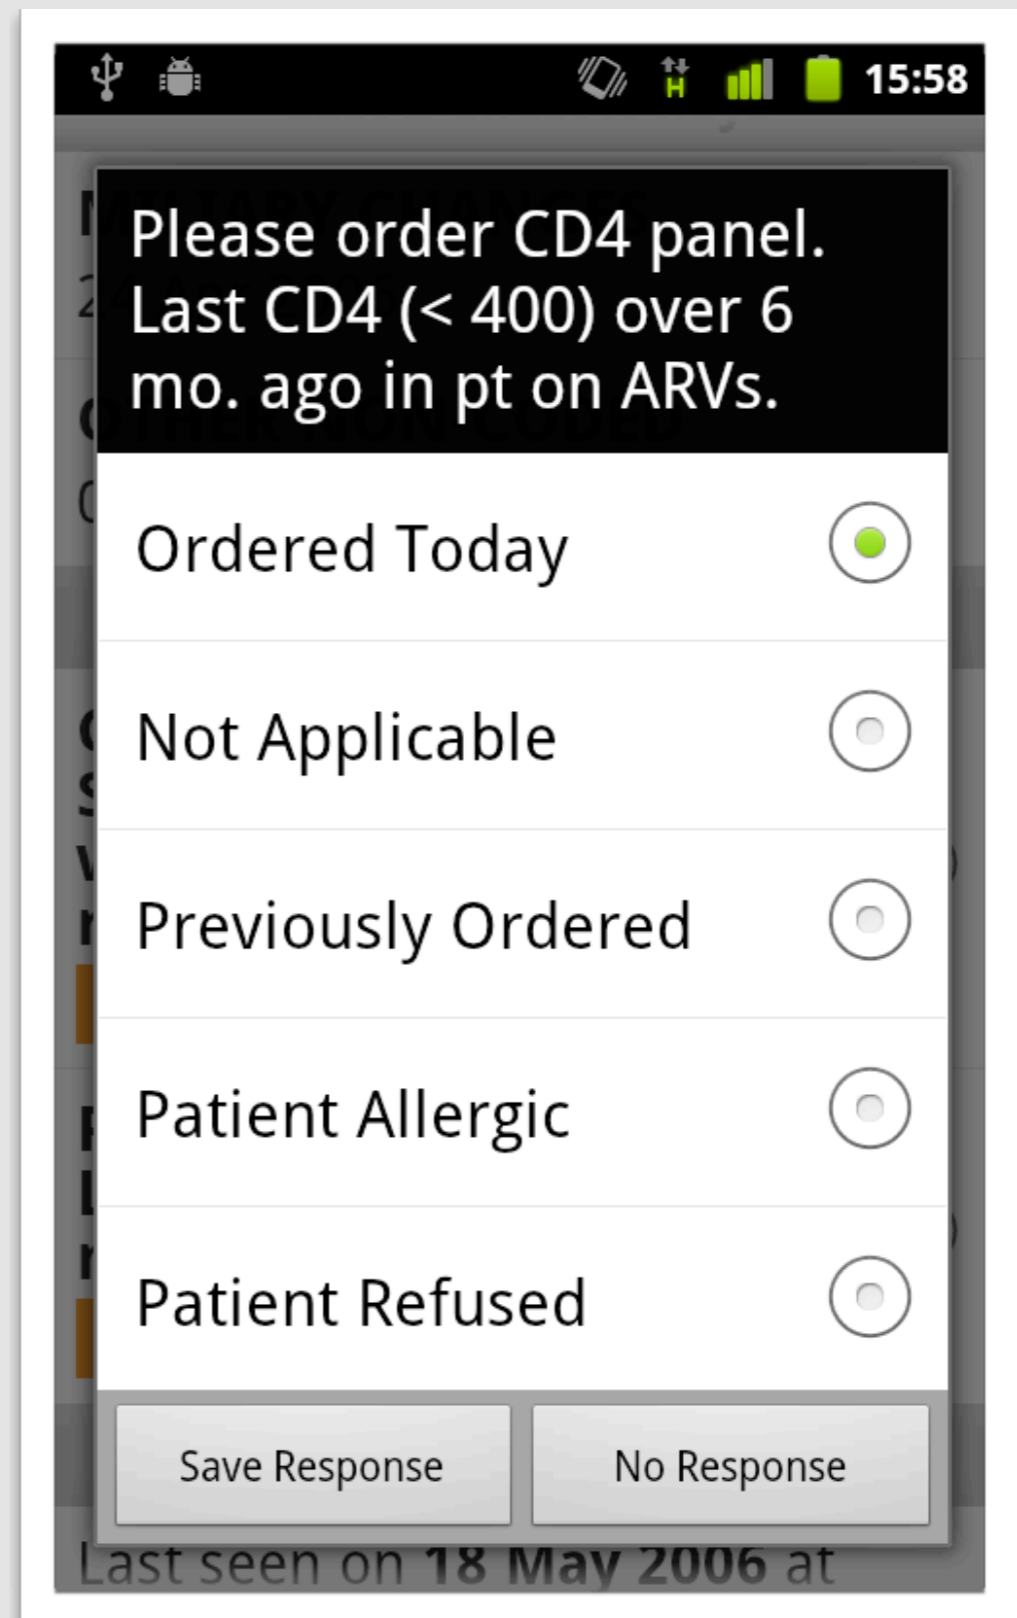 15:58
Please order CD4 panel.
Last CD4 (< 400) over 6
mo. ago in pt on ARVs.
Ordered Today
Not Applicable
Previously Ordered
Patient Allergic
Patient Refused
Save Response
No Response
Last seen on 18 May 2006 at